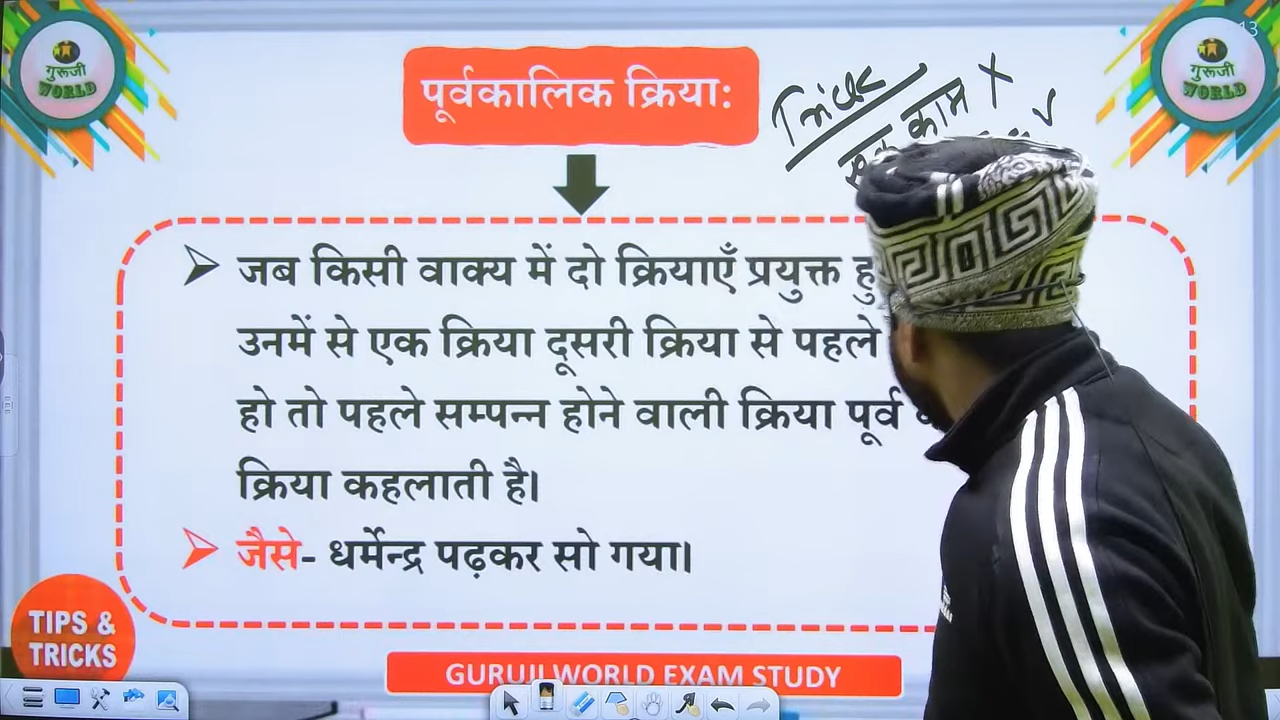 13
गुरूजी
WORLD
गुरूजी
WORLD
पूर्वकालिक क्रिया:
Trick
काम ×
जब किसी वाक्य में दो क्रियाएँ प्रयुक्त
उनमें से एक क्रिया दूसरी क्रिया से पहले
हो तो पहले सम्पन्न होने वाली क्रिया पूर्व
क्रिया कहलाती है।
जैसे- धर्मेन्द्र पढ़कर सो गया।
TIPS &
TRICKS
GURUJI WORLD EXAM STUDY